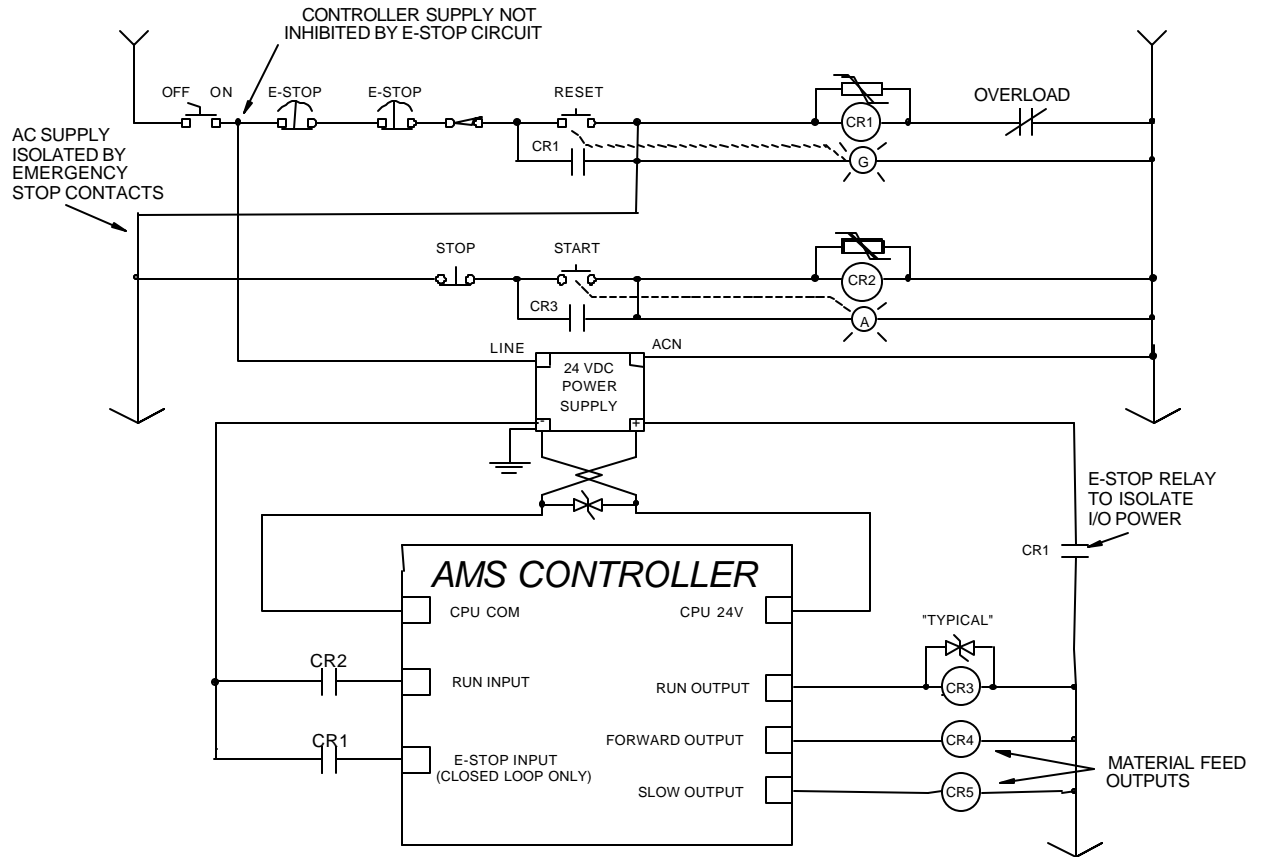 CONTROLLER SUPPLY NOT
INHIBITED BY E-STOP CIRCUIT
OFF ON
E-STOP
E-STOP
RESET
OVERLOAD
CR1
AC SUPPLY
ISOLATED BY
EMERGENCY
STOP CONTACTS
CR1
G
STOP
START
CR2
CR3
A
LINE
ACN
24 VDC
POWER
SUPPLY
-
+
E-STOP RELAY
TO ISOLATE
I/O POWER
CR1
AMS CONTROLLER
CPU COM
CPU 24V
"TYPICAL"
CR2
RUN INPUT
RUN OUTPUT
CR3
CR1
E-STOP INPUT
(CLOSED LOOP ONLY)
FORWARD OUTPUT
CR4
MATERIAL FEED
OUTPUTS
SLOW OUTPUT
CR5